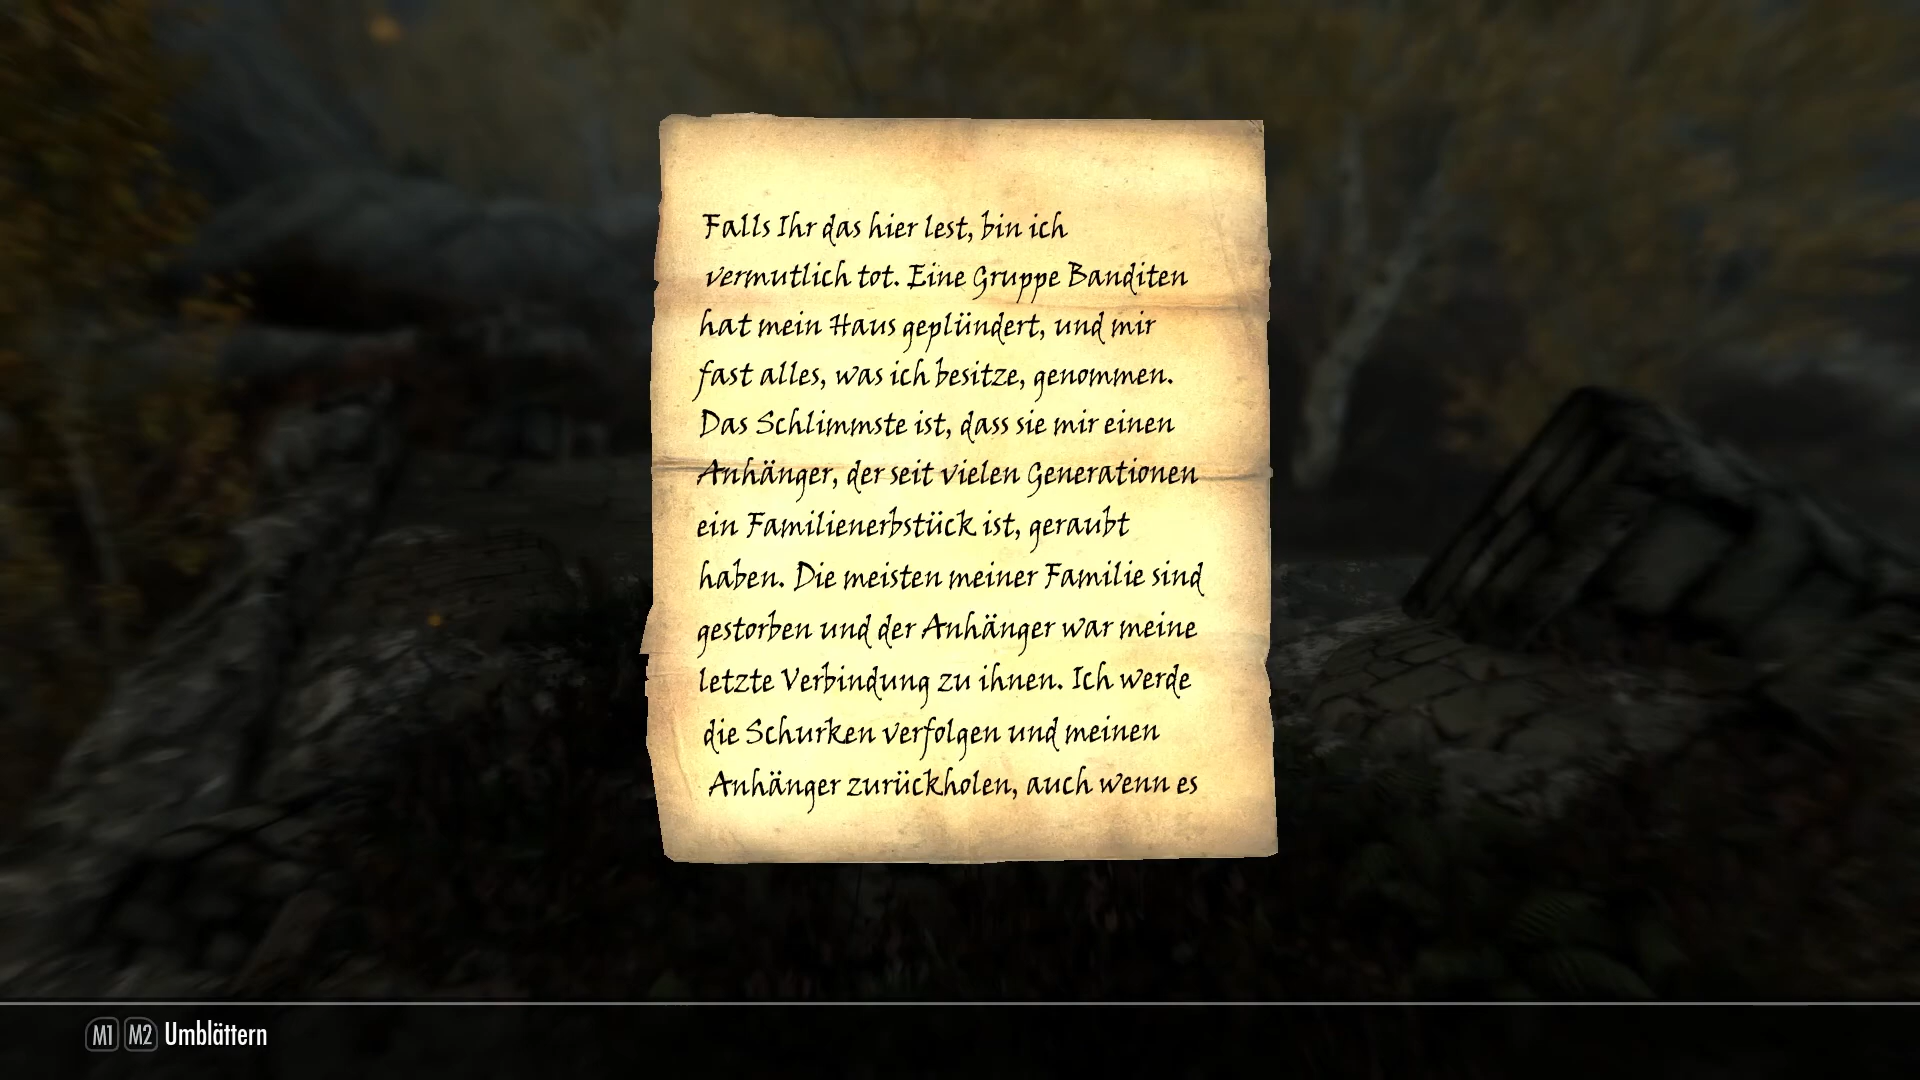 Falls Ihr das hier lest, bin ich
vermutlich tot. Eine Gruppe Banditen
hat mein Haus geplündert, und mir
fast alles, was ich besitze, genommen.
Das Schlimmste ist, dass sie mir einen
Anhänger, der seit vielen Generationen
ein Familienerbstück ist, geraubt
haben. Die meisten meiner Familie sind
gestorben und der Anhänger war meine
letzte Verbindung zu ihnen. Ich werde
die Schurken verfolgen und meinen
Anhänger zurückholen, auch wenn es
M1 M2 Umblättern